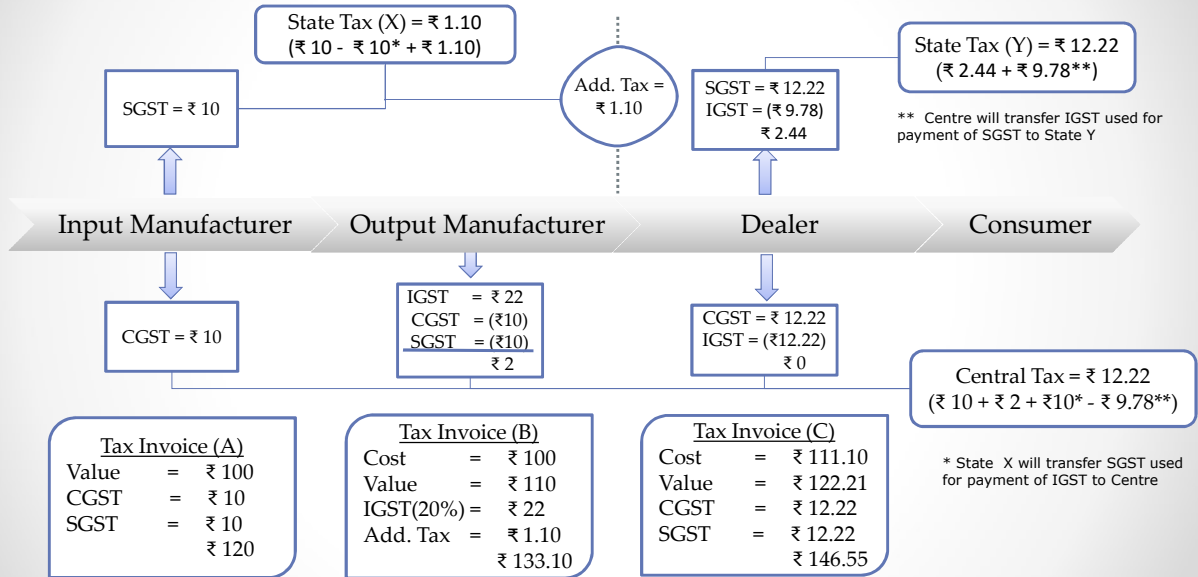 State Tax (X) = ₹ 1.10
(₹ 10 - ₹ 10* + ₹ 1.10)
State Tax (Y) = ₹ 12.22
(₹ 2.44 + ₹ 9.78**)
SGST = ₹ 10
Add. Tax =
₹ 1.10
SGST = ₹ 12.22
IGST = (₹ 9.78)
₹ 2.44
** Centre will transfer IGST used for
payment of SGST to State Y
Input Manufacturer
Output Manufacturer
Dealer
Consumer
CGST = ₹ 10
IGST = ₹ 22
CGST = (₹10)
SGST = (₹10)
₹ 2
CGST = ₹ 12.22
IGST = (₹12.22)
₹ 0
Central Tax = ₹ 12.22
(₹ 10 + ₹ 2 + ₹10* - ₹ 9.78**)
Tax Invoice (A)
Value = ₹ 100
CGST = ₹ 10
SGST = ₹ 10
₹ 120
Tax Invoice (B)
Cost = ₹ 100
Value = ₹ 110
IGST(20%) = ₹ 22
Add. Tax = ₹ 1.10
₹ 133.10
Tax Invoice (C)
Cost = ₹ 111.10
Value = ₹ 122.21
CGST = ₹ 12.22
SGST = ₹ 12.22
₹ 146.55
* State X will transfer SGST used
for payment of IGST to Centre